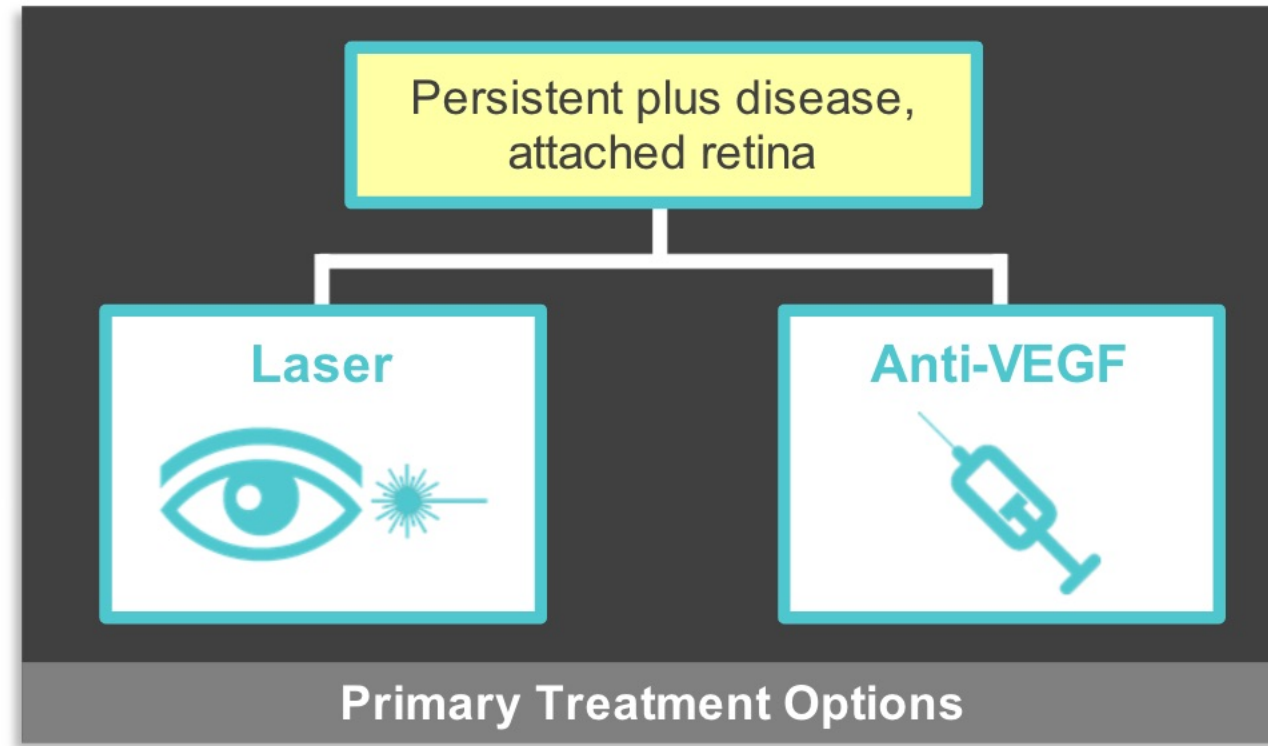 Persistent plus disease,
attached retina
Laser
Anti-VEGF
Primary Treatment Options